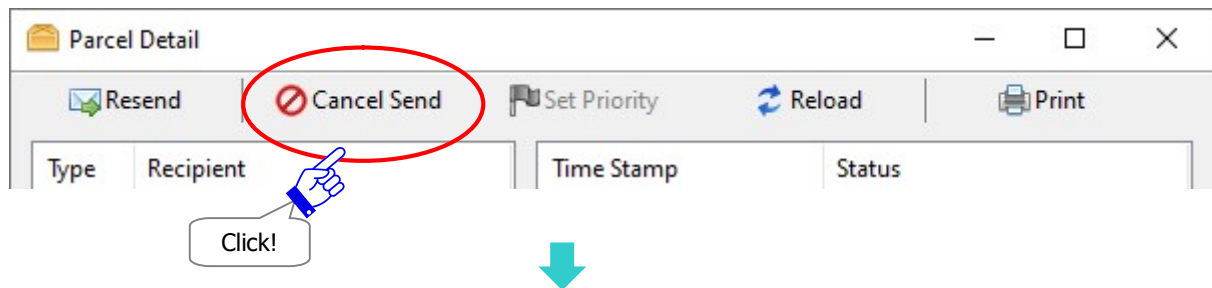 Parcel Detail
Resend Cancel Send Set Priority Reload Print
Type Recipient Time Stamp Status
Click!